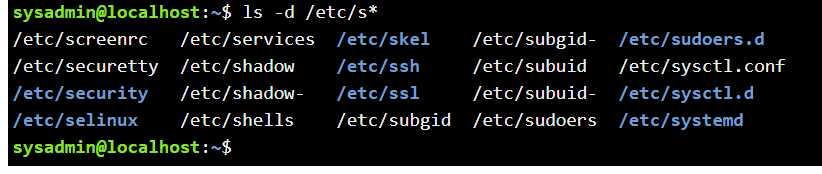 sysadmin@localhost:~$ ls -d /etc/s*
/etc/screenrc /etc/services /etc/skel /etc/subgid- /etc/sudoers.d
/etc/securetty /etc/shadow /etc/ssh /etc/subuid /etc/sysctl.conf
/etc/security /etc/shadow- /etc/ssl /etc/subuid- /etc/sysctl.d
/etc/selinux /etc/shells /etc/subgid /etc/sudoers /etc/systemd
sysadmin@localhost:~$